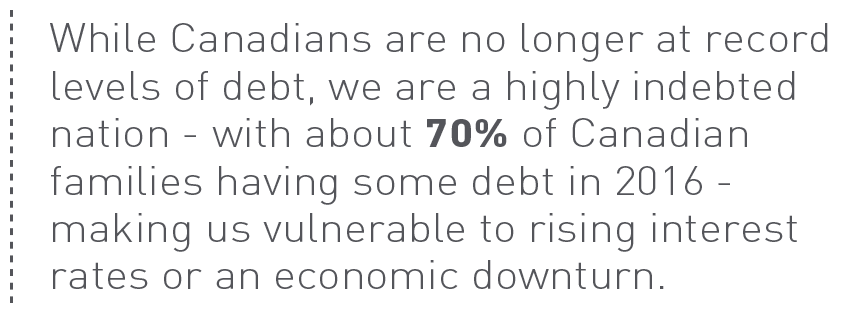 While Canadians are no longer at record
levels of debt, we are a highly indebted
nation - with about 70% of Canadian
families having some debt in 2016 -
making us vulnerable to rising interest
rates or an economic downturn.